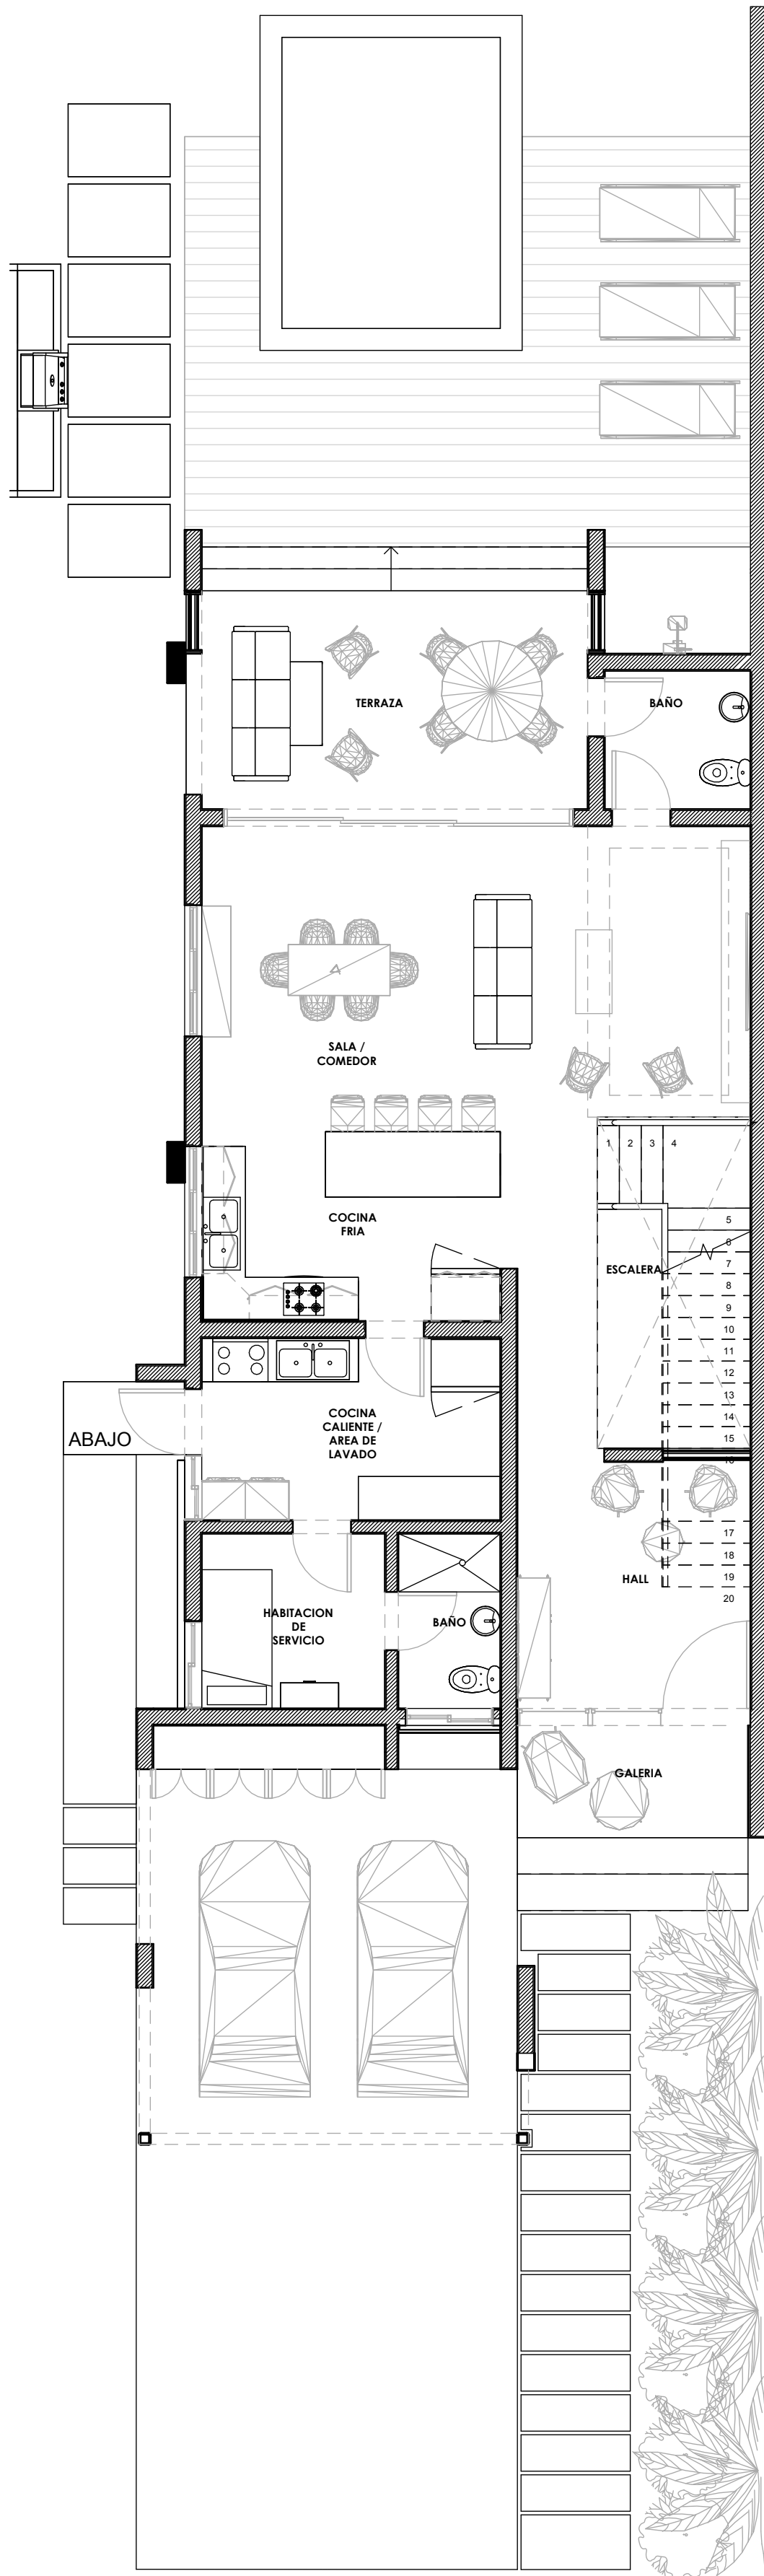 TERRAZA
BAÑO
SALA /
COMEDOR
1 2 3 4
COCINA
FRIA
5
6
ESCALERA
7
8
9
10
11
12
13
14
15
16
COCINA
CALIENTE /
AREA DE
LAVADO
ABAJO
17
18
19
20
HALL
HABITACION
DE
SERVICIO
BAÑO
GALERIA